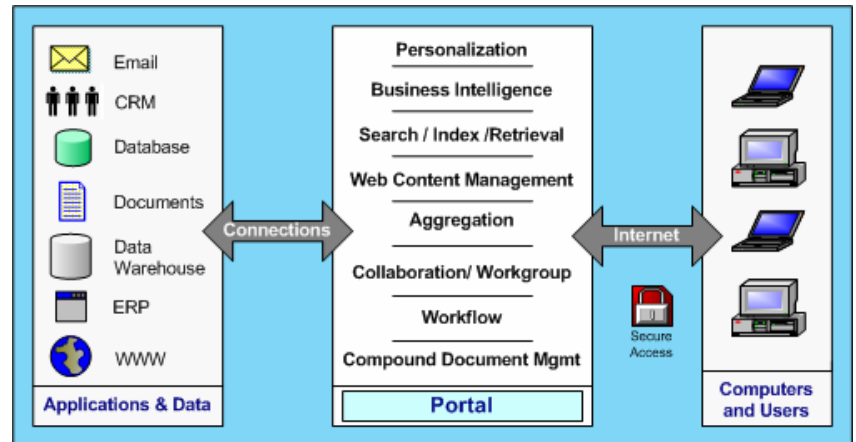 Email
CRM
Database
Documents
Data
Warehouse
ERP
WWW
Applications & Data
Connections
Personalization
Business Intelligence
Search / Index /Retrieval
Web Content Management
Aggregation
Collaboration/ Workgroup
Workflow
Compound Document Mgmt
Portal
Internet
Secure
Access
Computers
and Users